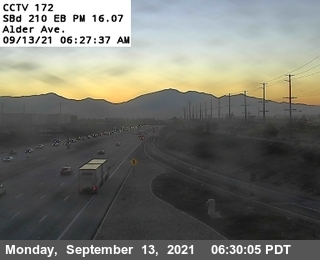 CCTV 172
SBd 210 EB PM 16.07
Alder Ave.
09/13/21 06:27:37 AM
Monday, September 13, 2021 06:30:05 PDT